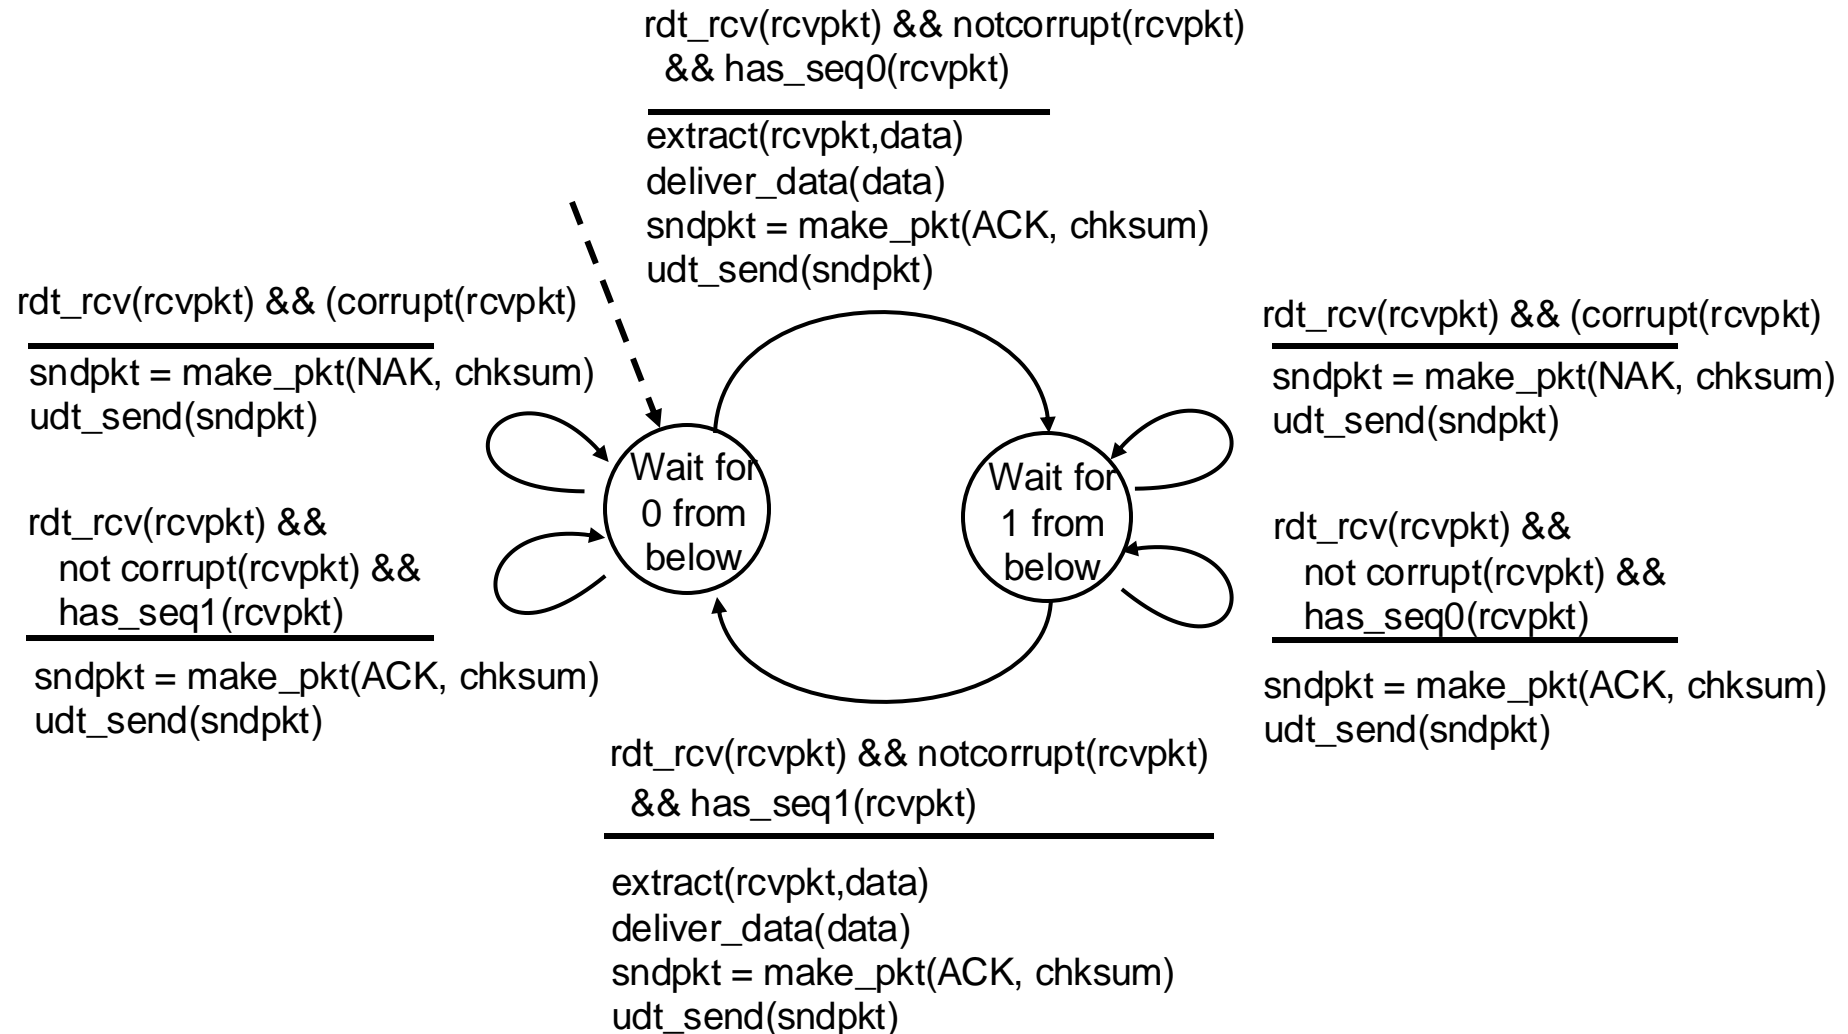 rdt_rcv(rcvpkt) && notcorrupt(rcvpkt)
&& has_seq0(rcvpkt)
extract(rcvpkt,data)
deliver_data(data)
sndpkt = make_pkt(ACK, chksum)
udt_send(sndpkt)
rdt_rcv(rcvpkt) && (corrupt(rcvpkt)
sndpkt = make_pkt(NAK, chksum)
udt_send(sndpkt)
rdt_rcv(rcvpkt) &&
not corrupt(rcvpkt) &&
has_seq1(rcvpkt)
sndpkt = make_pkt(ACK, chksum)
udt_send(sndpkt)
Wait for
0 from
below
Wait for
1 from
below
rdt_rcv(rcvpkt) && (corrupt(rcvpkt)
sndpkt = make_pkt(NAK, chksum)
udt_send(sndpkt)
rdt_rcv(rcvpkt) &&
not corrupt(rcvpkt) &&
has_seq0(rcvpkt)
sndpkt = make_pkt(ACK, chksum)
udt_send(sndpkt)
rdt_rcv(rcvpkt) && notcorrupt(rcvpkt)
&& has_seq1(rcvpkt)
extract(rcvpkt,data)
deliver_data(data)
sndpkt = make_pkt(ACK, chksum)
udt_send(sndpkt)